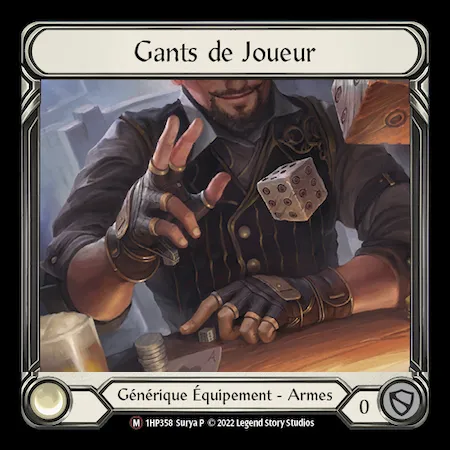 Gants de Joueur
Générique Équipement - Armes
0
M 1HP358 Surya P © 2022 Legend Story Studios